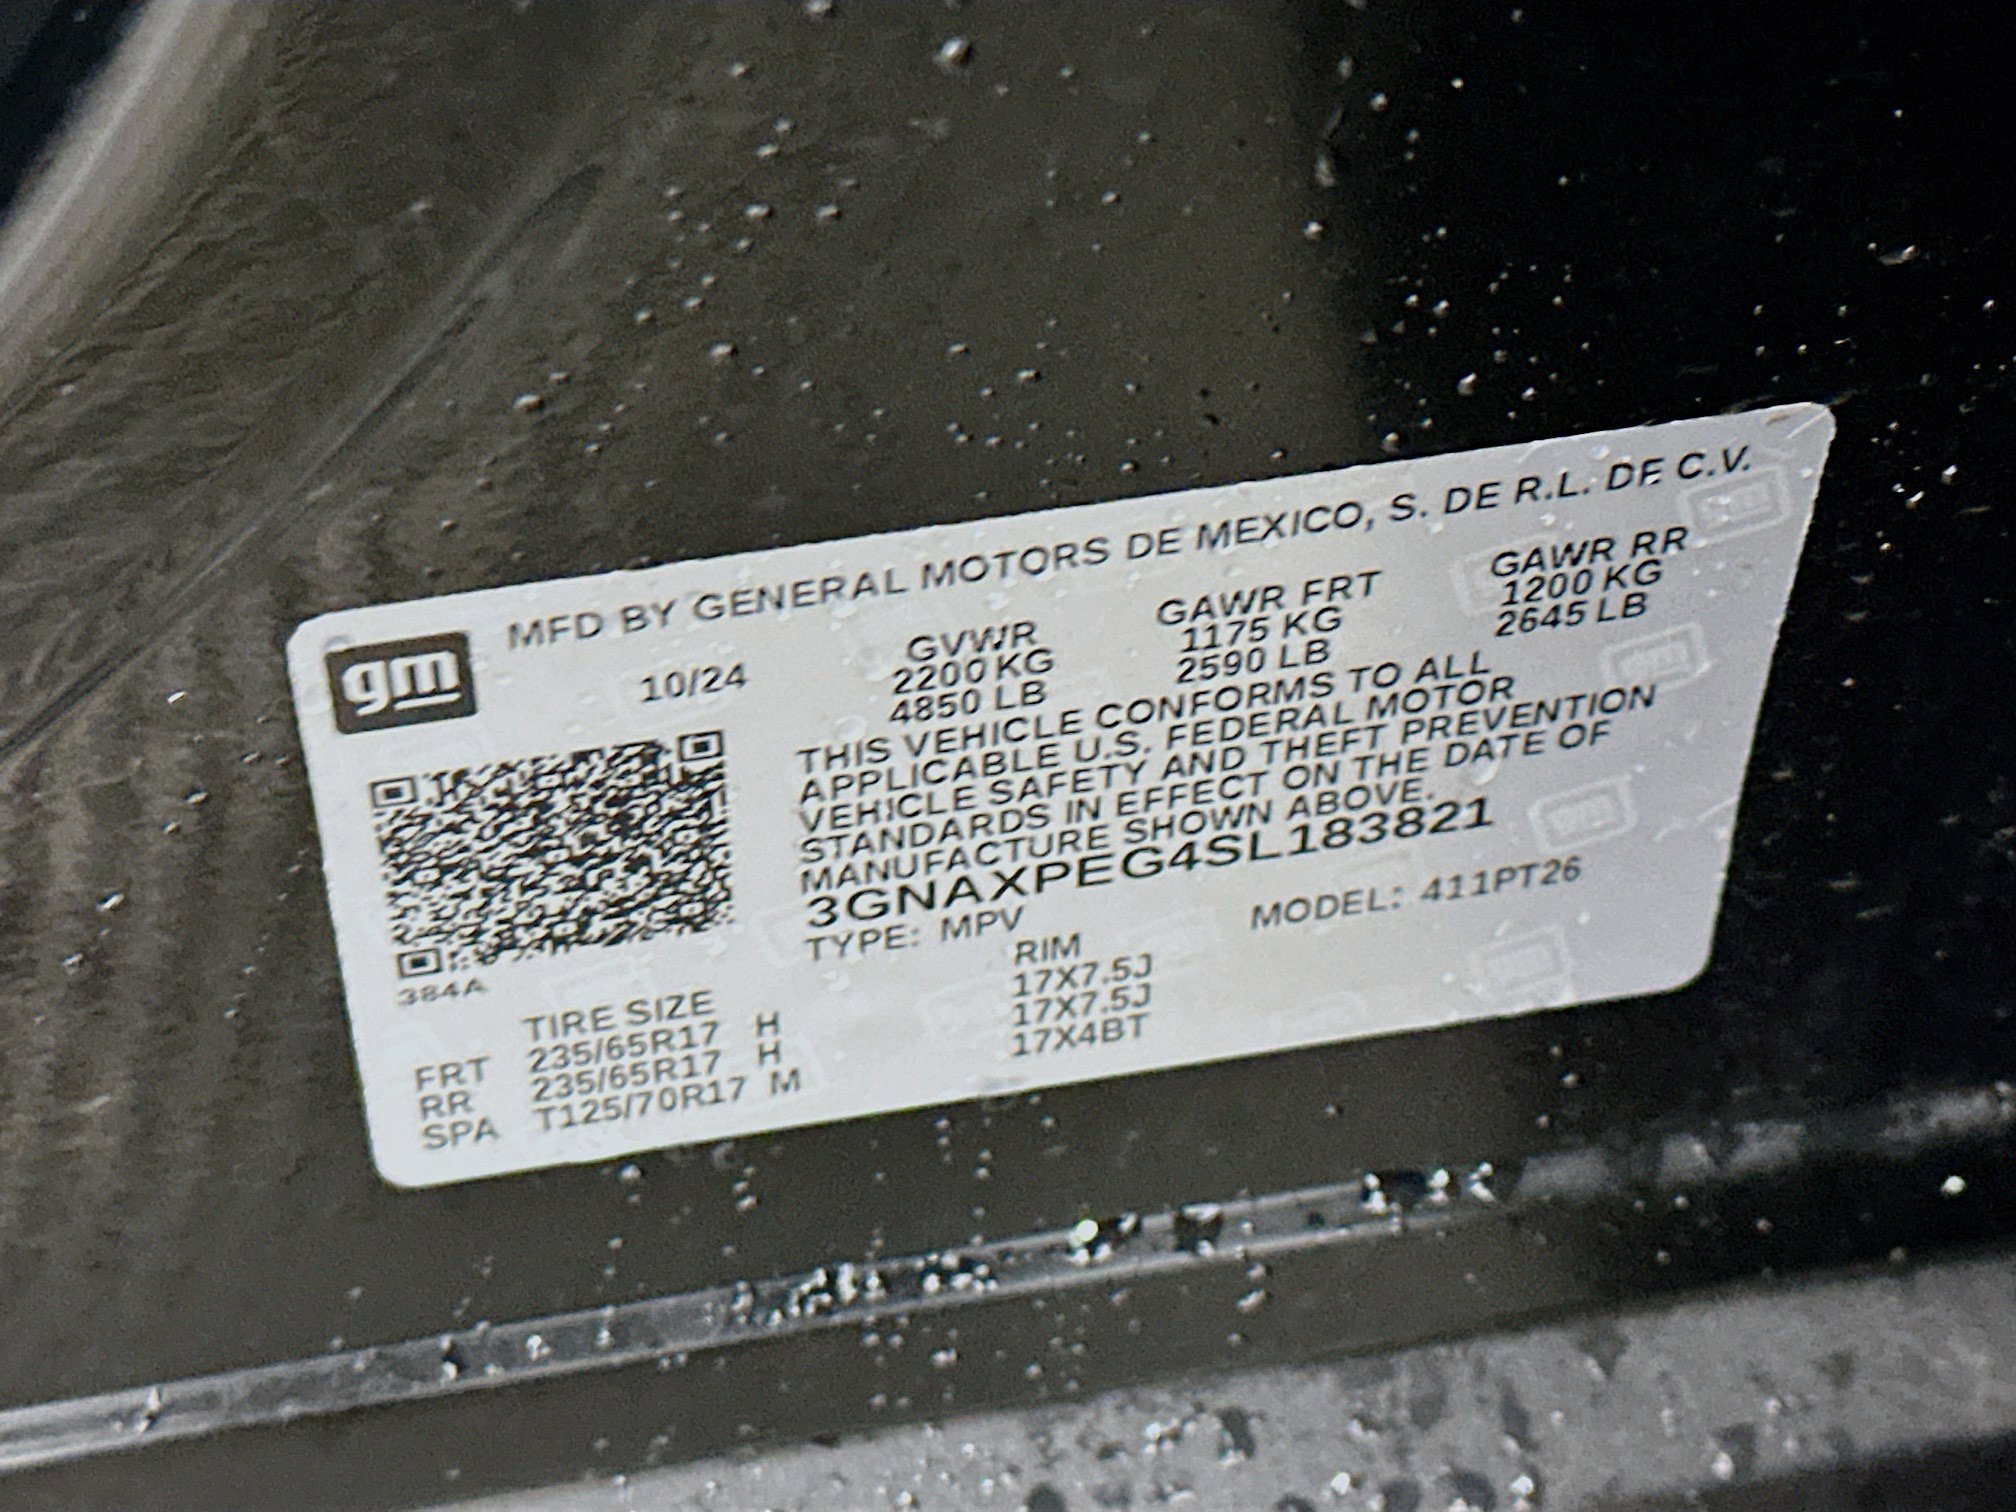 MFD BY GENERAL MOTORS DE MEXICO, S. DE R.L. DE C.V.
gm
10/24
GVWR GAWR FRT GAWR RR
2200 KG 1175 KG 1200 KG
4850 LB 2590 LB 2645 LB
THIS VEHICLE CONFORMS TO ALL
APPLICABLE U.S. FEDERAL MOTOR
VEHICLE SAFETY AND THEFT PREVENTION
STANDARDS IN EFFECT ON THE DATE OF
MANUFACTURE SHOWN ABOVE.
3GNAXPEG4SL183821
TYPE: MPV MODEL: 411PT26
384A
TIRE SIZE RIM
FRT 235/65R17 H 17X7.5J
RR 235/65R17 H 17X7.5J
SPA T125/70R17 M 17X4BT